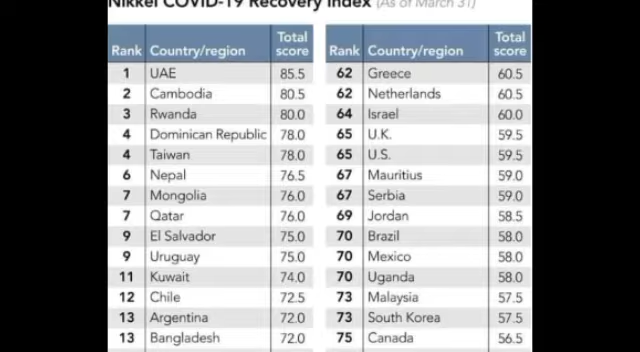 Nikkei COVID-19 Recovery Index (As of March 31)
Rank Country/region Total score Rank Country/region Total score
1 UAE 85.5 62 Greece 60.5
2 Cambodia 80.5 62 Netherlands 60.5
3 Rwanda 80.0 64 Israel 60.0
4 Dominican Republic 78.0 65 U.K. 59.5
4 Taiwan 78.0 65 U.S. 59.5
6 Nepal 76.5 67 Mauritius 59.0
7 Mongolia 76.0 67 Serbia 59.0
7 Qatar 76.0 69 Jordan 58.5
9 El Salvador 75.0 70 Brazil 58.0
9 Uruguay 75.0 70 Mexico 58.0
11 Kuwait 74.0 70 Uganda 58.0
12 Chile 72.5 73 Malaysia 57.5
13 Argentina 72.0 73 South Korea 57.5
13 Bangladesh 72.0 75 Canada 56.5